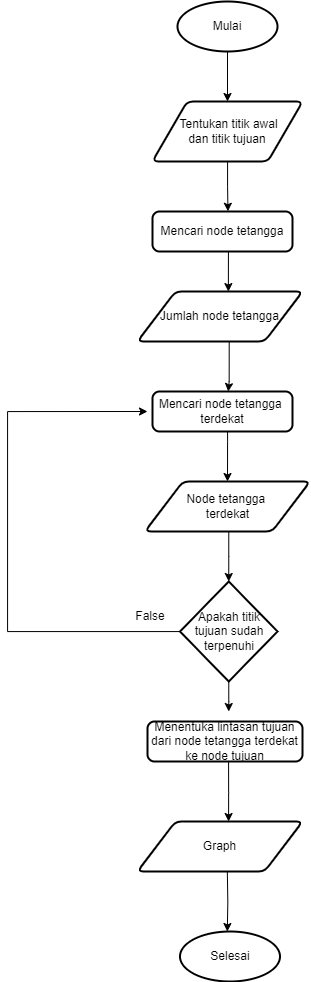 Mulai
Tentukan titik awal
dan titik tujuan
Mencari node tetangga
Jumlah node tetangga
Mencari node tetangga
terdekat
Node tetangga
terdekat
False
Apakah titik
tujuan sudah
terpenuhi
Menentuka lintasan tujuan
dari node tetangga terdekat
ke node tujuan
Graph
Selesai